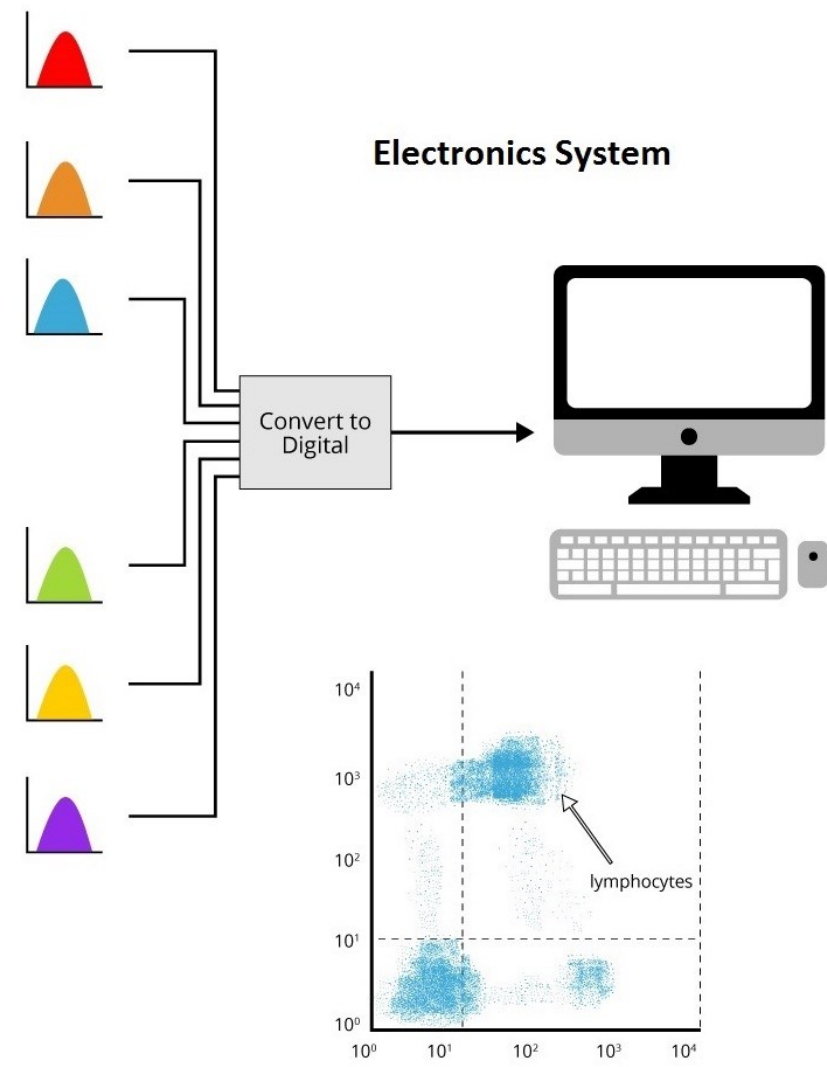 Electronics System
Convert to
Digital
10⁴
10³
10²
10¹
10⁰
lymphocytes
10⁰ 10¹ 10² 10³ 10⁴